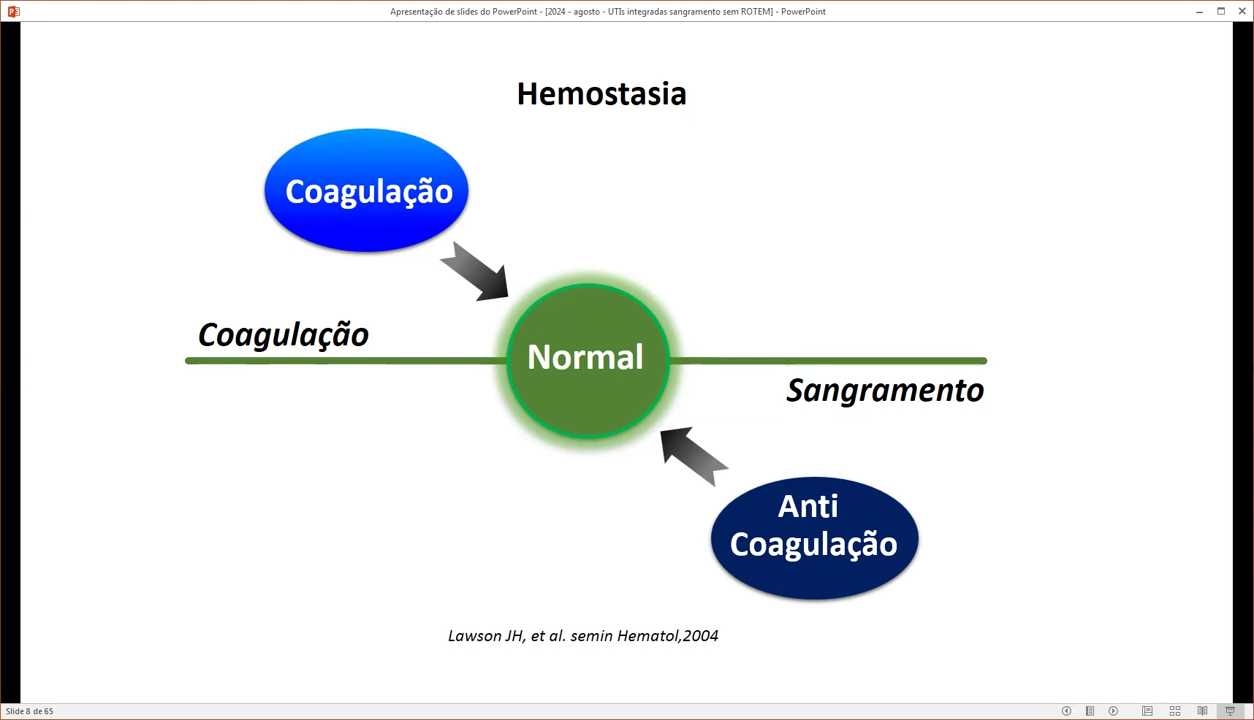 Apresentação de slides do PowerPoint - [2024 - agosto - UTIs integradas sangramento sem ROTEM] - PowerPoint
Hemostasia
Coagulação
Coagulação
Normal
Sangramento
Anti
Coagulação
Lawson JH, et al. semin Hematol,2004
Slide 8 de 65